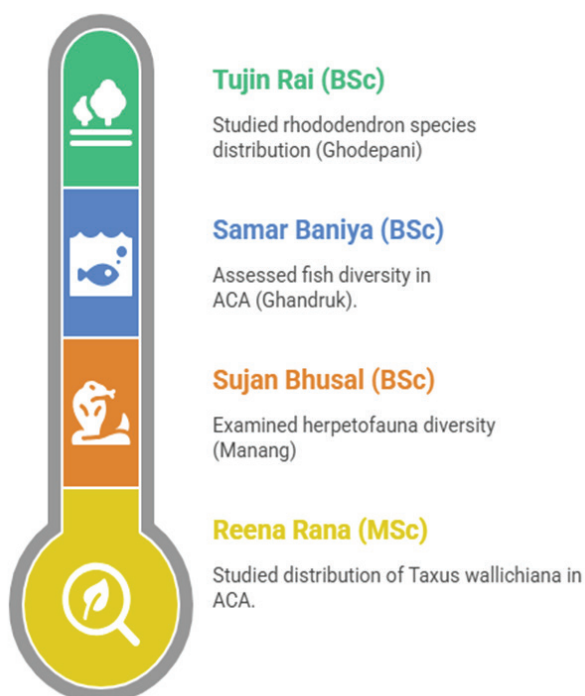 Tujin Rai (BSc)
Studied rhododendron species
distribution (Ghodepani)
Samar Baniya (BSc)
Assessed fish diversity in
ACA (Ghandruk).
Sujan Bhusal (BSc)
Examined herpetofauna diversity
(Manang)
Reena Rana (MSc)
Studied distribution of Taxus wallichiana in
ACA.